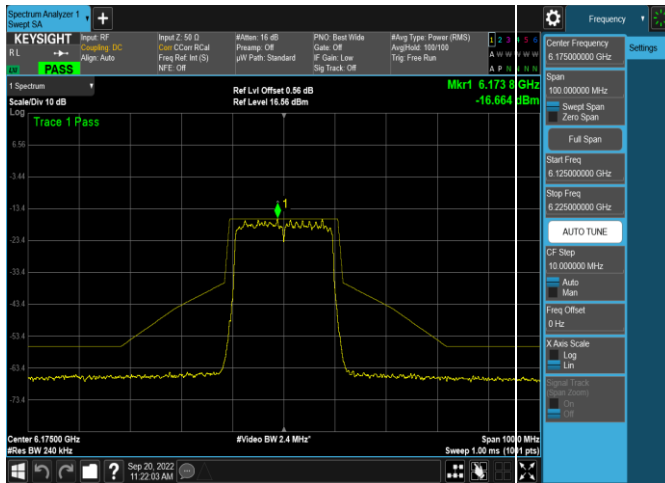 Spectrum Analyzer 1
Swept SA
KEYSIGHT
R L
PASS
Input: RF
Coupling: DC
Align: Auto
Input Z: 50 Ω
Corr CCorr RCal
Freq Ref: Int (S)
NFE: Off
#Atten: 16 dB
Preamp: Off
µW Path: Standard
PNO: Best Wide
Gate: Off
IF Gain: Low
Sig Track: Off
#Avg Type: Power (RMS)
Avg|Hold: 100/100
Trig: Free Run
1 2 3 4 5 6
A W W W W W
A P N N N N
1 Spectrum
Scale/Div 10 dB
Log
Ref Lvl Offset 0.56 dB
Ref Level 16.56 dBm
Mkr1 6.173 8 GHz
-16.664 dBm
Trace 1 Pass
6.56
-3.44
-13.4
-23.4
-33.4
-43.4
-53.4
-63.4
-73.4
1
Center 6.17500 GHz
#Res BW 240 kHz
#Video BW 2.4 MHz*
Span 100.0 MHz
Sweep 1.00 ms (1001 pts)
Sep 20, 2022
11:22:03 AM
Frequency
Settings
Center Frequency
6.175000000 GHz
Span
100.000000 MHz
Swept Span
Zero Span
Full Span
Start Freq
6.125000000 GHz
Stop Freq
6.225000000 GHz
AUTO TUNE
CF Step
10.000000 MHz
Auto
Man
Freq Offset
0 Hz
X Axis Scale
Log
Lin
Signal Track
(Span Zoom)
On
Off